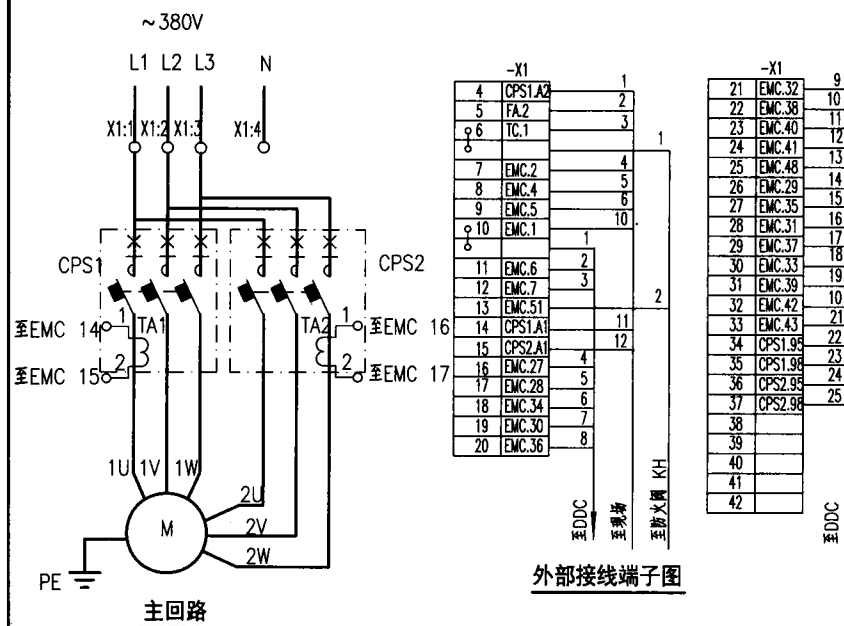 ~380V
L1 L2 L3 N
X1:1 X1:2 X1:3 X1:4
CPS1 CPS2
TA1 TA2
至EMC 14 1
1 至EMC 16
至EMC 15 2
2 至EMC 17
1U 1V 1W
2U
M
2V
2W
PE
主回路
-X1
4 CPS1.A2 1
5 FA.2 2
6 TC.1 3
1
7 EMC.2 4
8 EMC.4 5
9 EMC.5 6
10 EMC.1 10
1
11 EMC.6 2
12 EMC.7 3
13 EMC.51 2
14 CPS1.A1 11
15 CPS2.A1 12
16 EMC.27 4
17 EMC.28 5
18 EMC.34 6
19 EMC.30 7
20 EMC.36 8
至DDC
至现场
至防火阀 KH
外部接线端子图
-X1
21 EMC.32 9
22 EMC.38 10
23 EMC.40 11
24 EMC.41 12
25 EMC.48 13
26 EMC.29 14
27 EMC.35 15
28 EMC.31 16
29 EMC.37 17
30 EMC.33 18
31 EMC.39 19
32 EMC.42 10
33 EMC.43 21
34 CPS1.95 22
35 CPS1.98 23
36 CPS2.95 24
37 CPS2.98 25
38
39
40
41
42
至DDC